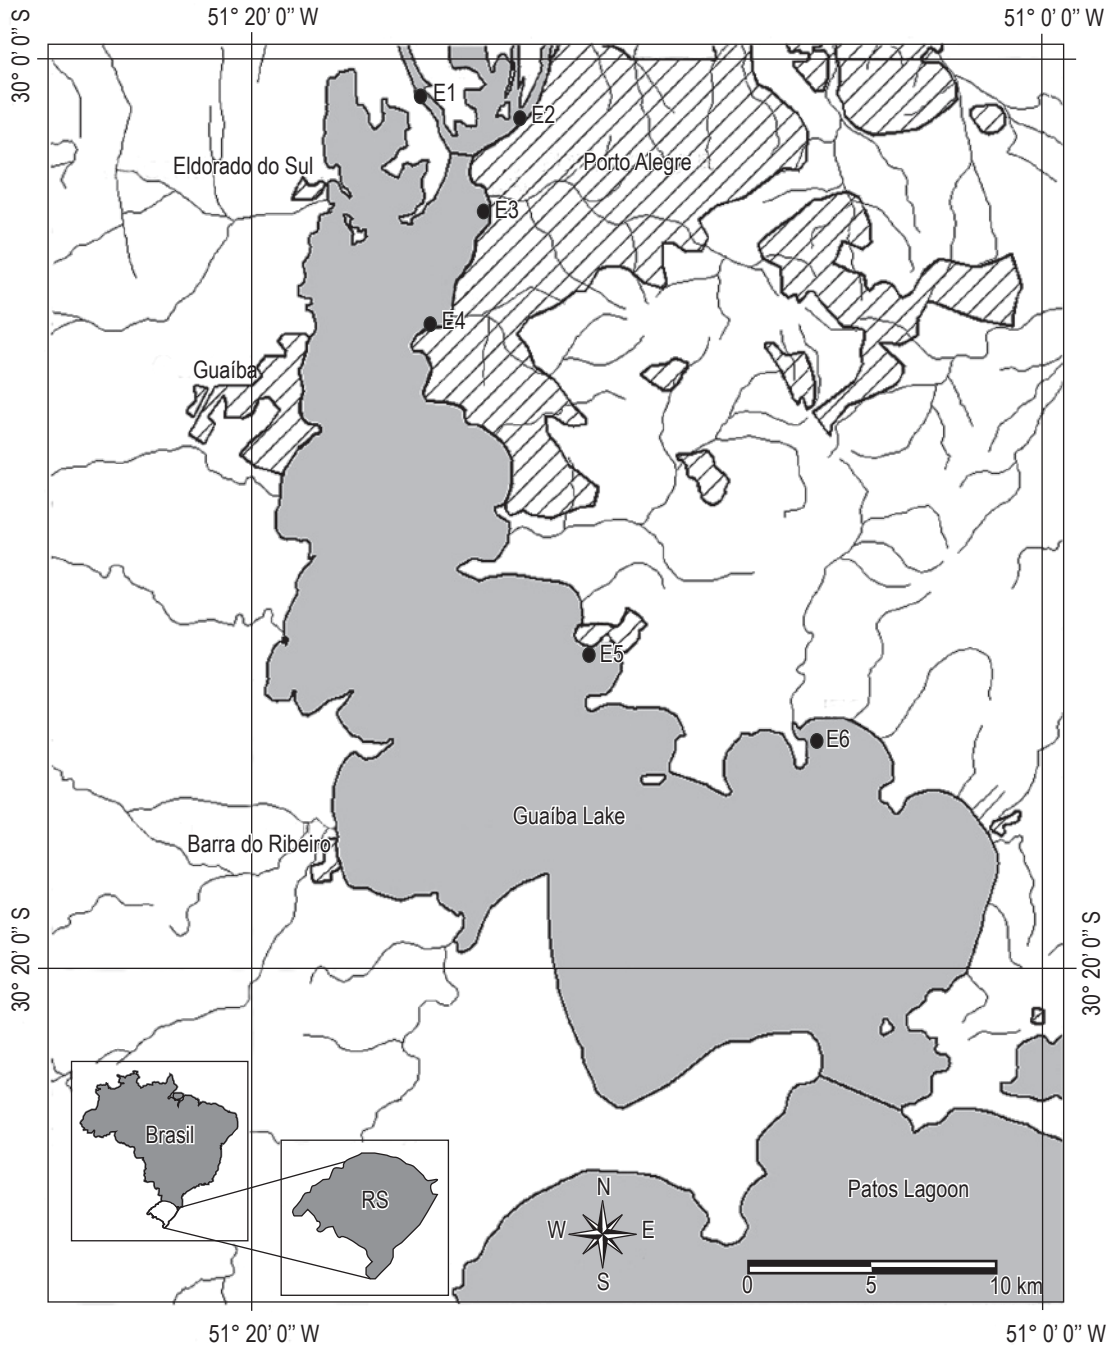 51° 20' 0" W
51° 0' 0" W
30° 0' 0" S
E1
E2
Eldorado do Sul
Porto Alegre
E3
E4
Guaíba
E5
E6
Guaíba Lake
Barra do Ribeiro
30° 20' 0" S
30° 20' 0" S
Brasil
RS
Patos Lagoon
N
W
E
S
0
5
10 km
51° 20' 0" W
51° 0' 0" W